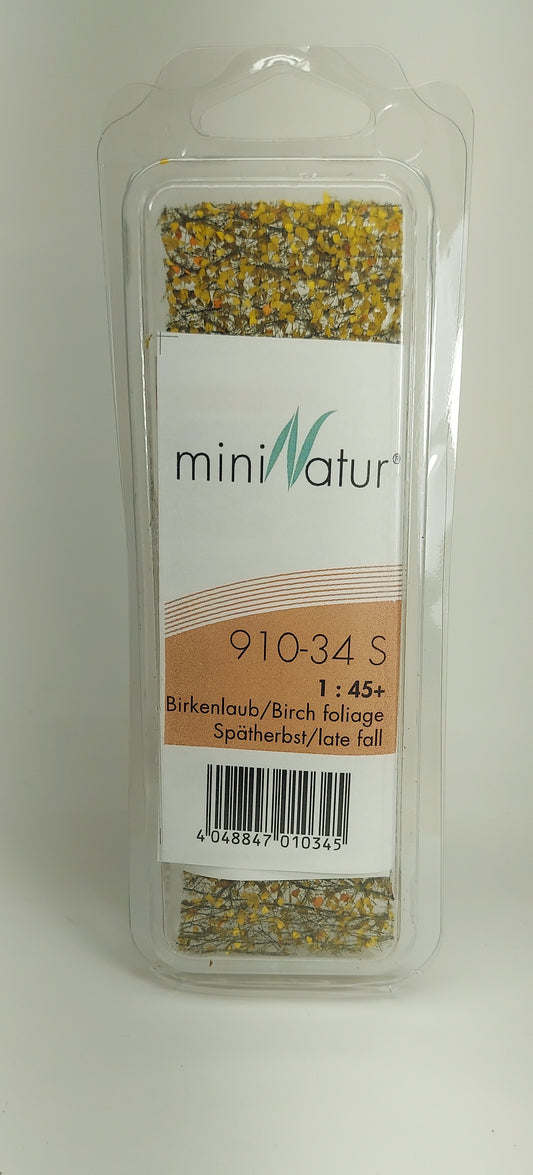 miniNatur®
910-34 S
1 : 45+
Birkenlaub/Birch foliage
Spätherbst/late fall
4 048847 010345